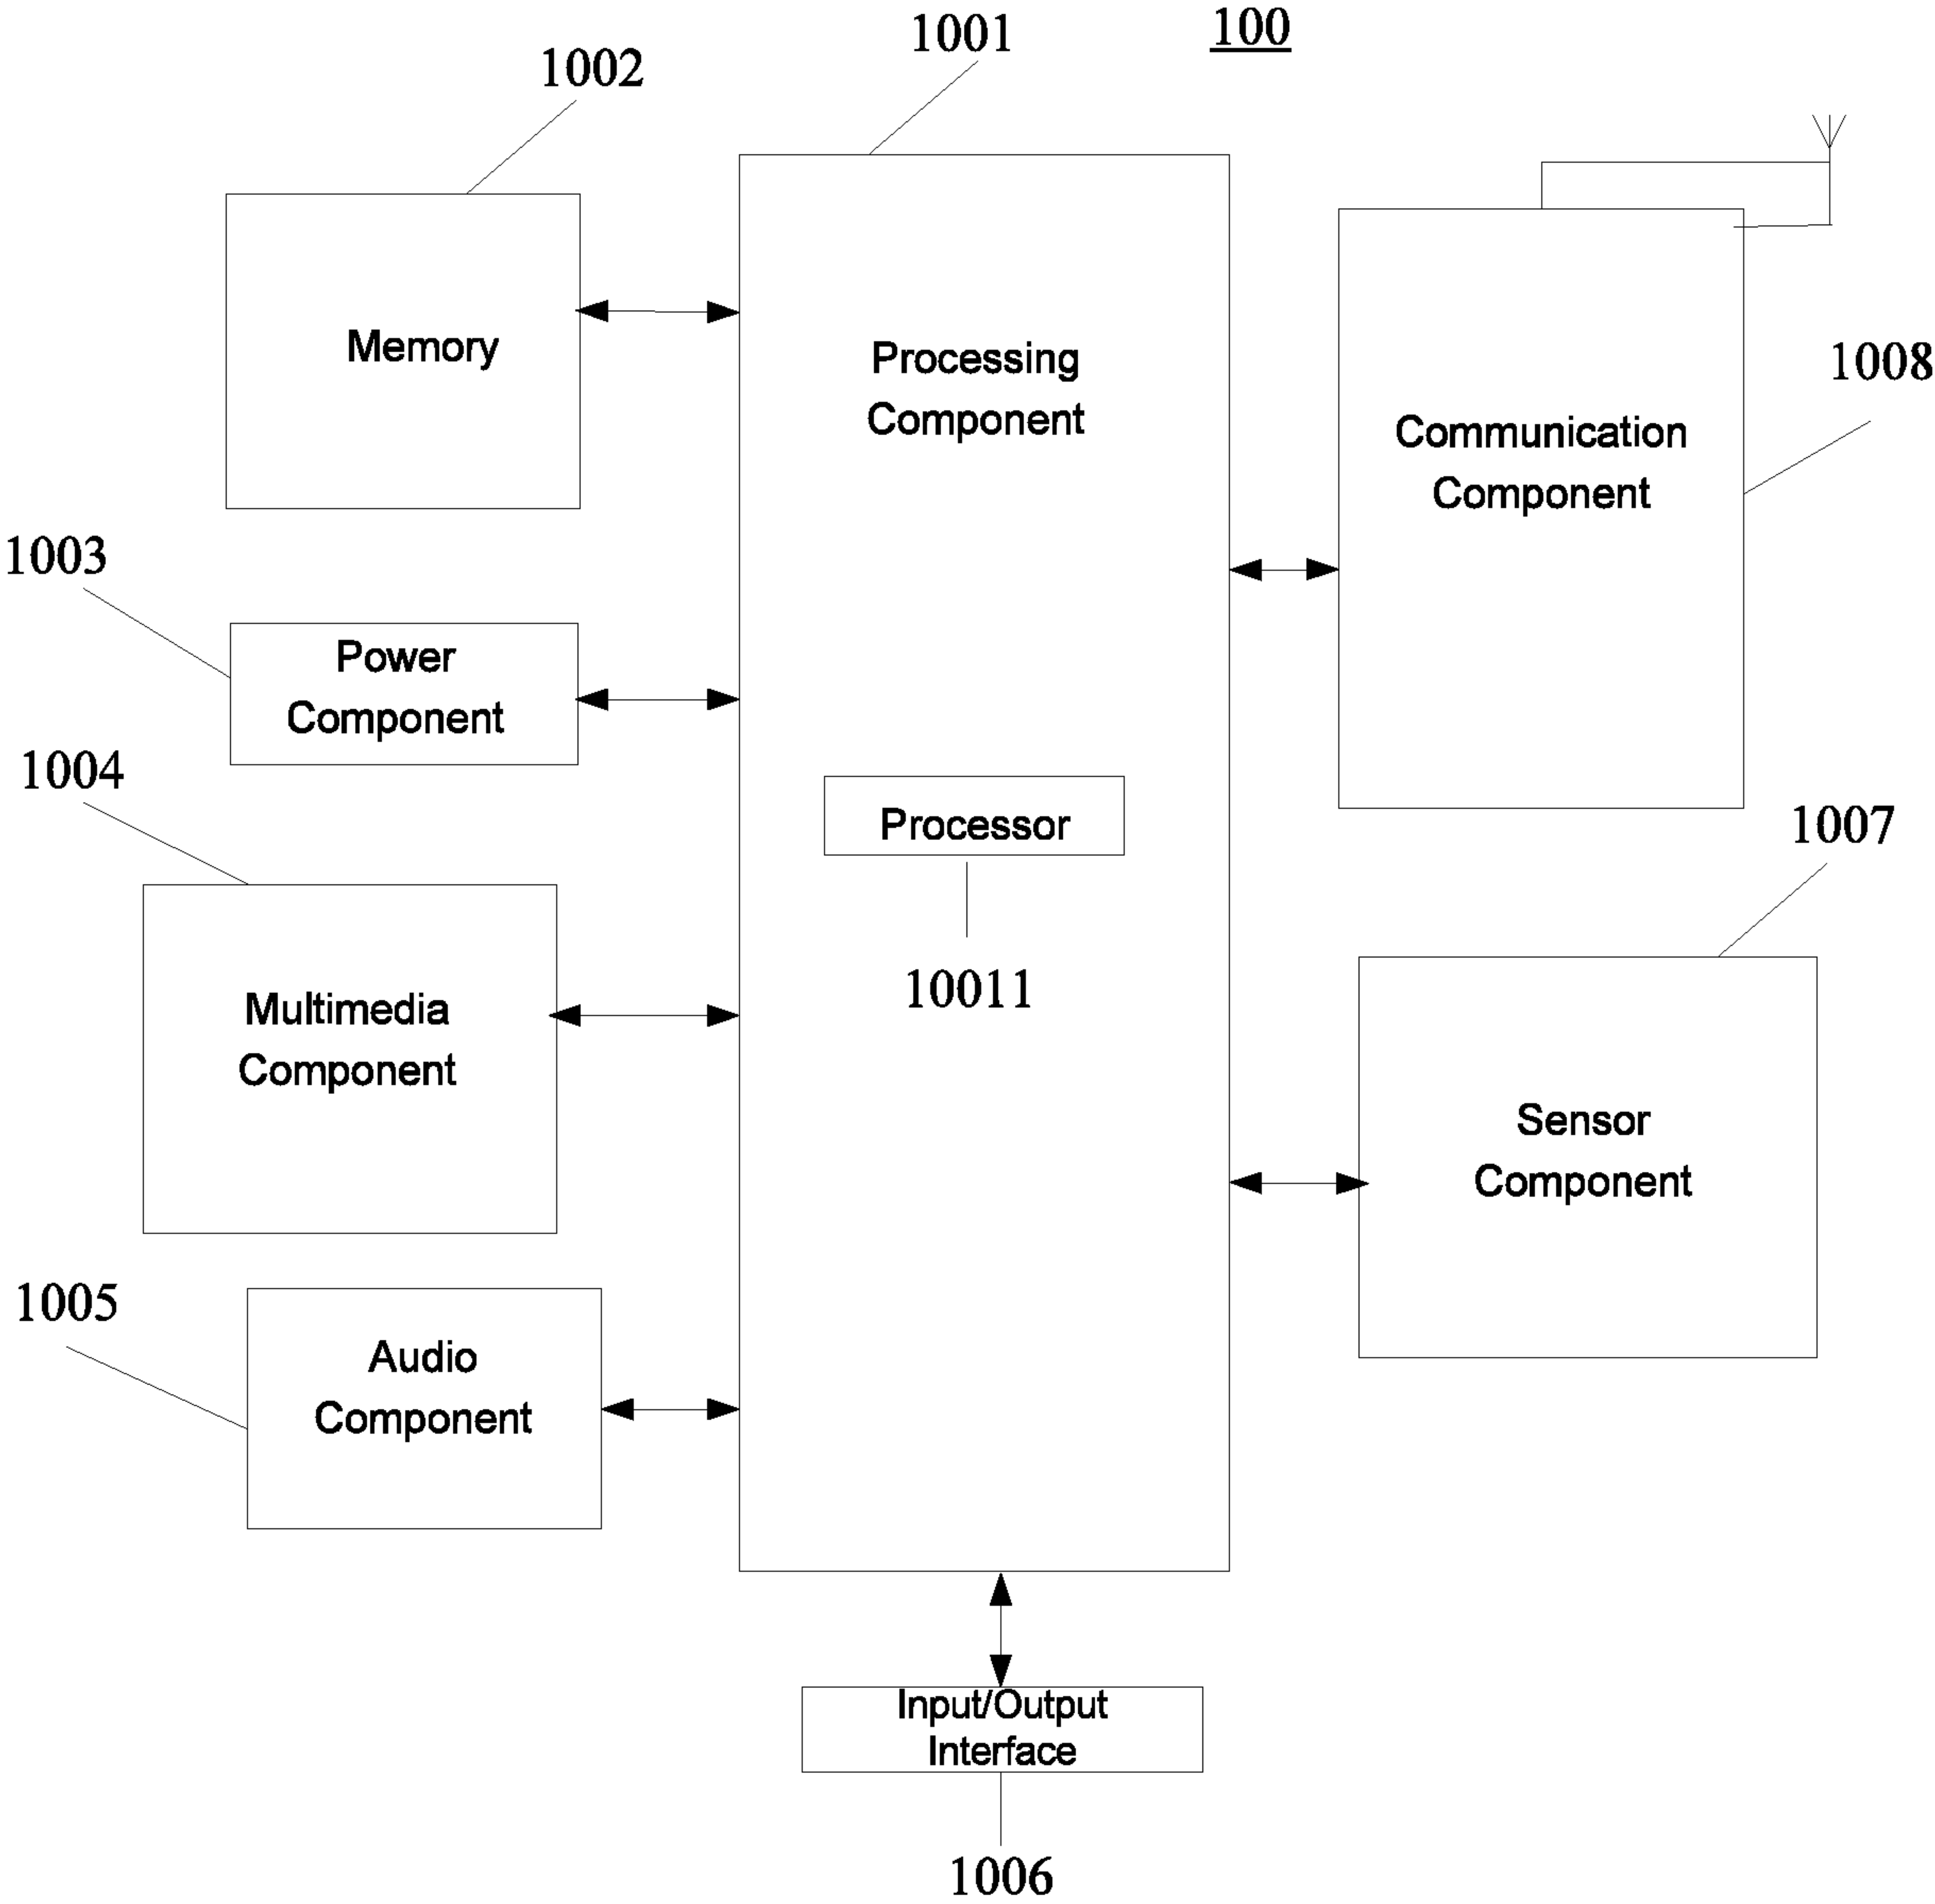 100
1001
1002
Memory
Processing
Component
1008
Communication
Component
1003
Power
Component
1004
Processor
1007
10011
Multimedia
Component
Sensor
Component
1005
Audio
Component
Input/Output
Interface
1006